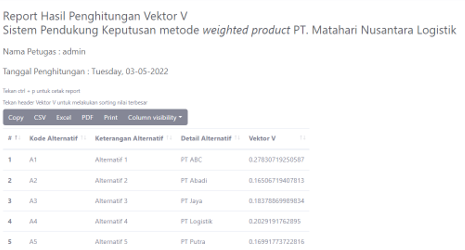 Report Hasil Penghitungan Vektor V
Sistem Pendukung Keputusan metode weighted product PT. Matahari Nusantara Logistik
Nama Petugas : admin
Tanggal Penghitungan : Tuesday, 03-05-2022
Tekan ctrl + p untuk cetak report
Tekan header Vektor V untuk melakukan sorting nilai terbesar
Copy CSV Excel PDF Print Column visibility
# Kode Alternatif Keterangan Alternatif Detail Alternatif Vektor V
1 A1 Alternatif 1 PT ABC 0.27830719250587
2 A2 Alternatif 2 PT Abadi 0.16506719407813
3 A3 Alternatif 3 PT Jaya 0.18378869989834
4 A4 Alternatif 4 PT Logistik 0.2029191762895
5 A5 Alternatif 5 PT Putra 0.16991773722816